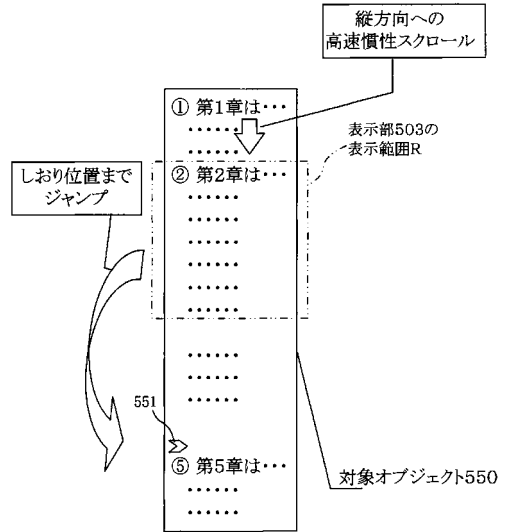 縦方向への
高速慣性スクロール
① 第1章は・・・
・・・・・・
・・・・・・
表示部503の
表示範囲R
② 第2章は・・・
・・・・・・
・・・・・・
・・・・・・
・・・・・・
・・・・・・
・・・・・・
しおり位置まで
ジャンプ
・・・・・・
・・・・・・
・・・・・・
551
⑤ 第5章は・・・
・・・・・・
・・・・・・
対象オブジェクト550